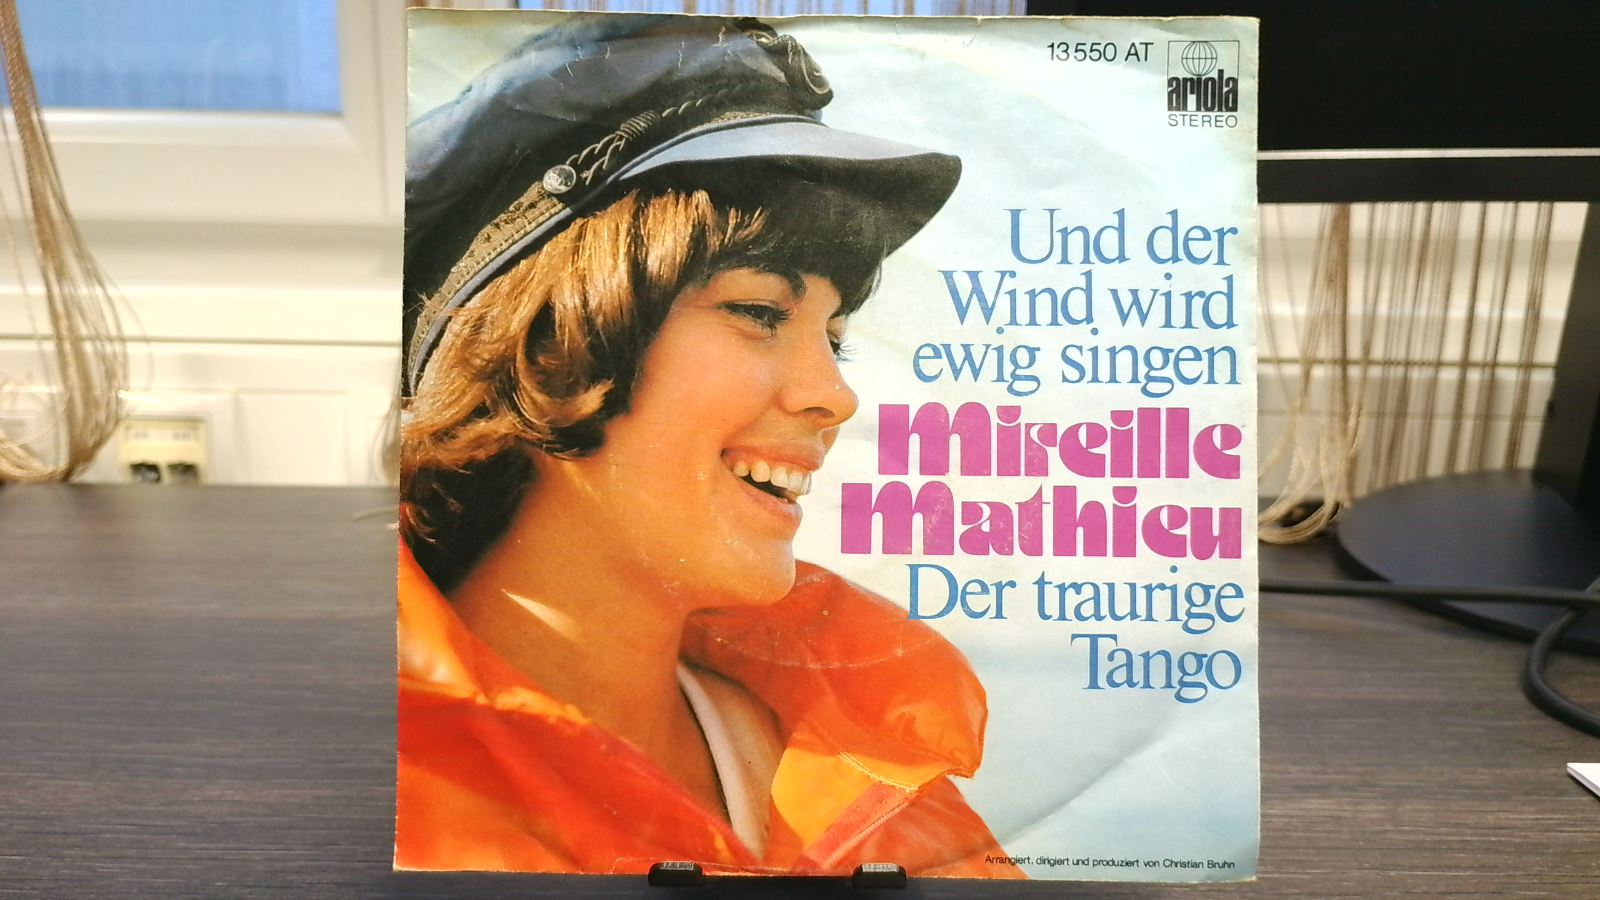 13 550 AT
ariola
STEREO
Und der
Wind wird
ewig singen
Mireille
Mathieu
Der traurige
Tango
Arrangiert, dirigiert und produziert von Christian Bruhn